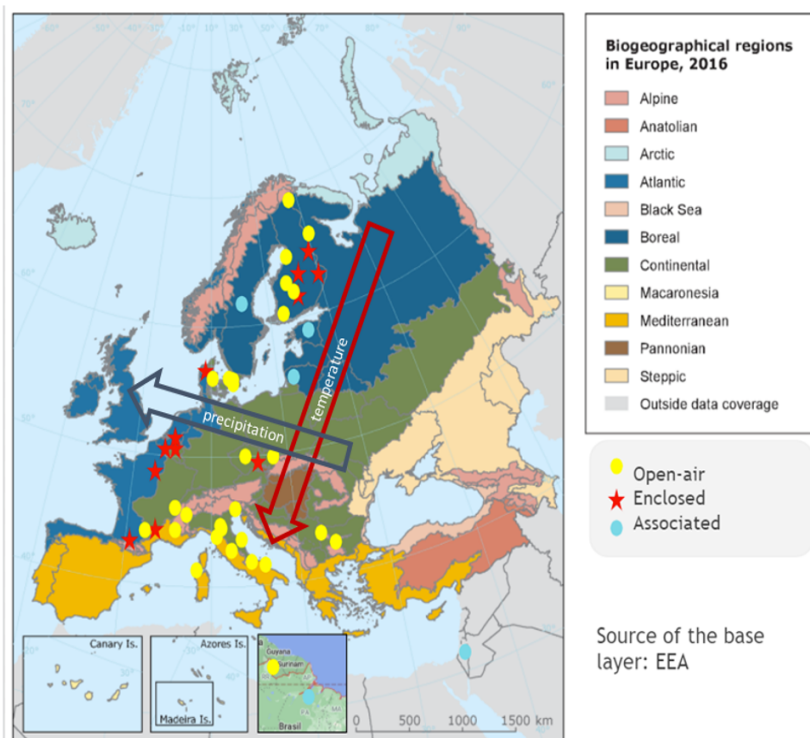 Biogeographical regions
in Europe, 2016
Alpine
Anatolian
Arctic
Atlantic
Black Sea
Boreal
Continental
Macaronesia
Mediterranean
Pannonian
Steppic
Outside data coverage
Open-air
Enclosed
Associated
Source of the base
layer: EEA
temperature
precipitation
Canary Is.
Azores Is.
Madeira Is.
Guyana
Surinam
Brasil
0 500 1000 1500 km